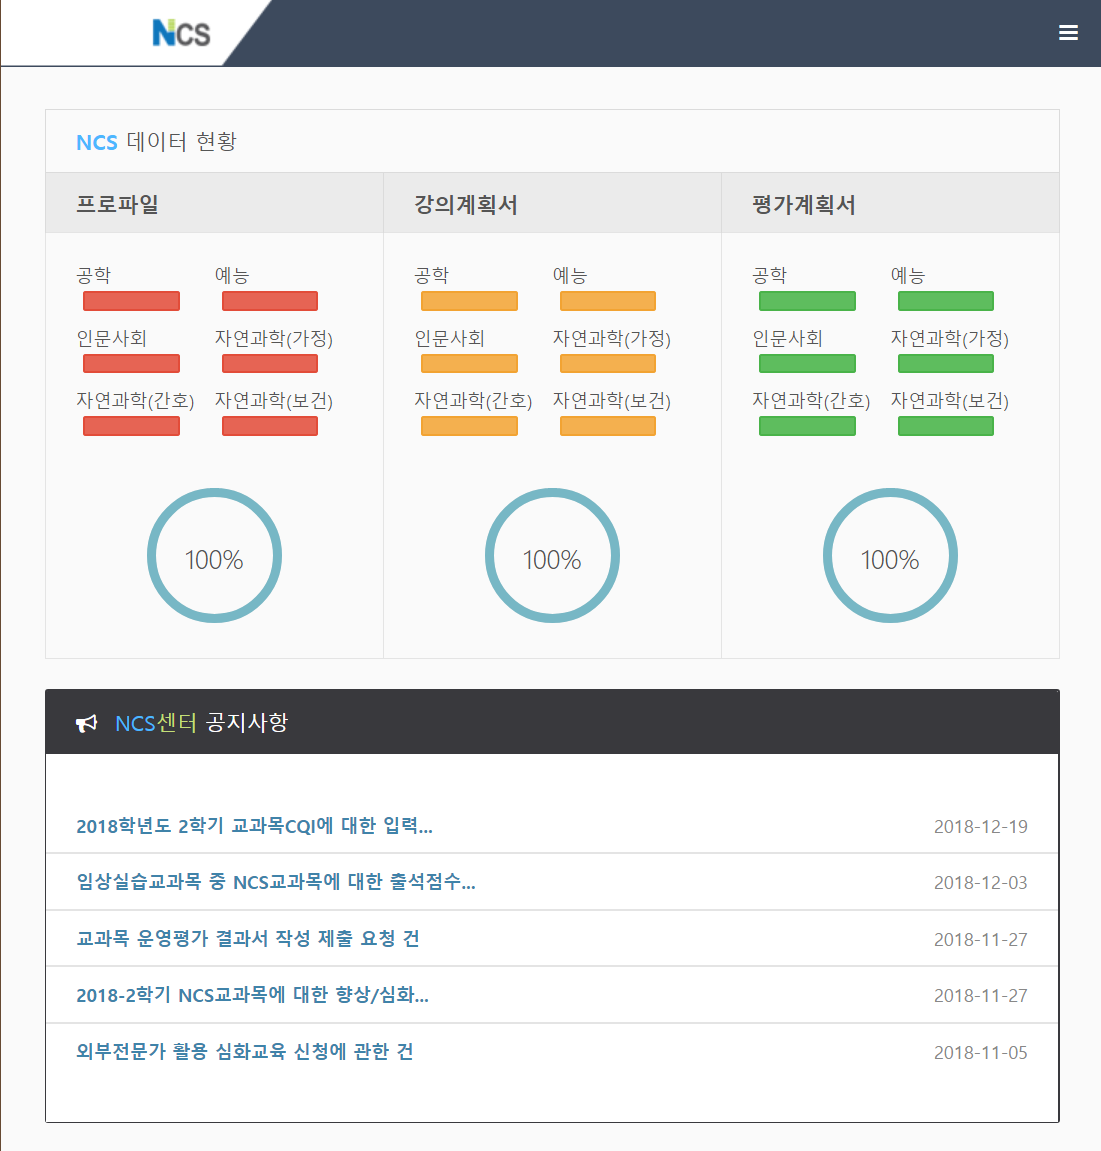 NCS
NCS 데이터 현황
프로파일 강의계획서 평가계획서
공학 예능 공학 예능 공학 예능
인문사회 자연과학(가정) 인문사회 자연과학(가정) 인문사회 자연과학(가정)
자연과학(간호) 자연과학(보건) 자연과학(간호) 자연과학(보건) 자연과학(간호) 자연과학(보건)
100% 100% 100%
NCS센터 공지사항
2018학년도 2학기 교과목CQI에 대한 입력... 2018-12-19
임상실습교과목 중 NCS교과목에 대한 출석점수... 2018-12-03
교과목 운영평가 결과서 작성 제출 요청 건 2018-11-27
2018-2학기 NCS교과목에 대한 향상/심화... 2018-11-27
외부전문가 활용 심화교육 신청에 관한 건 2018-11-05